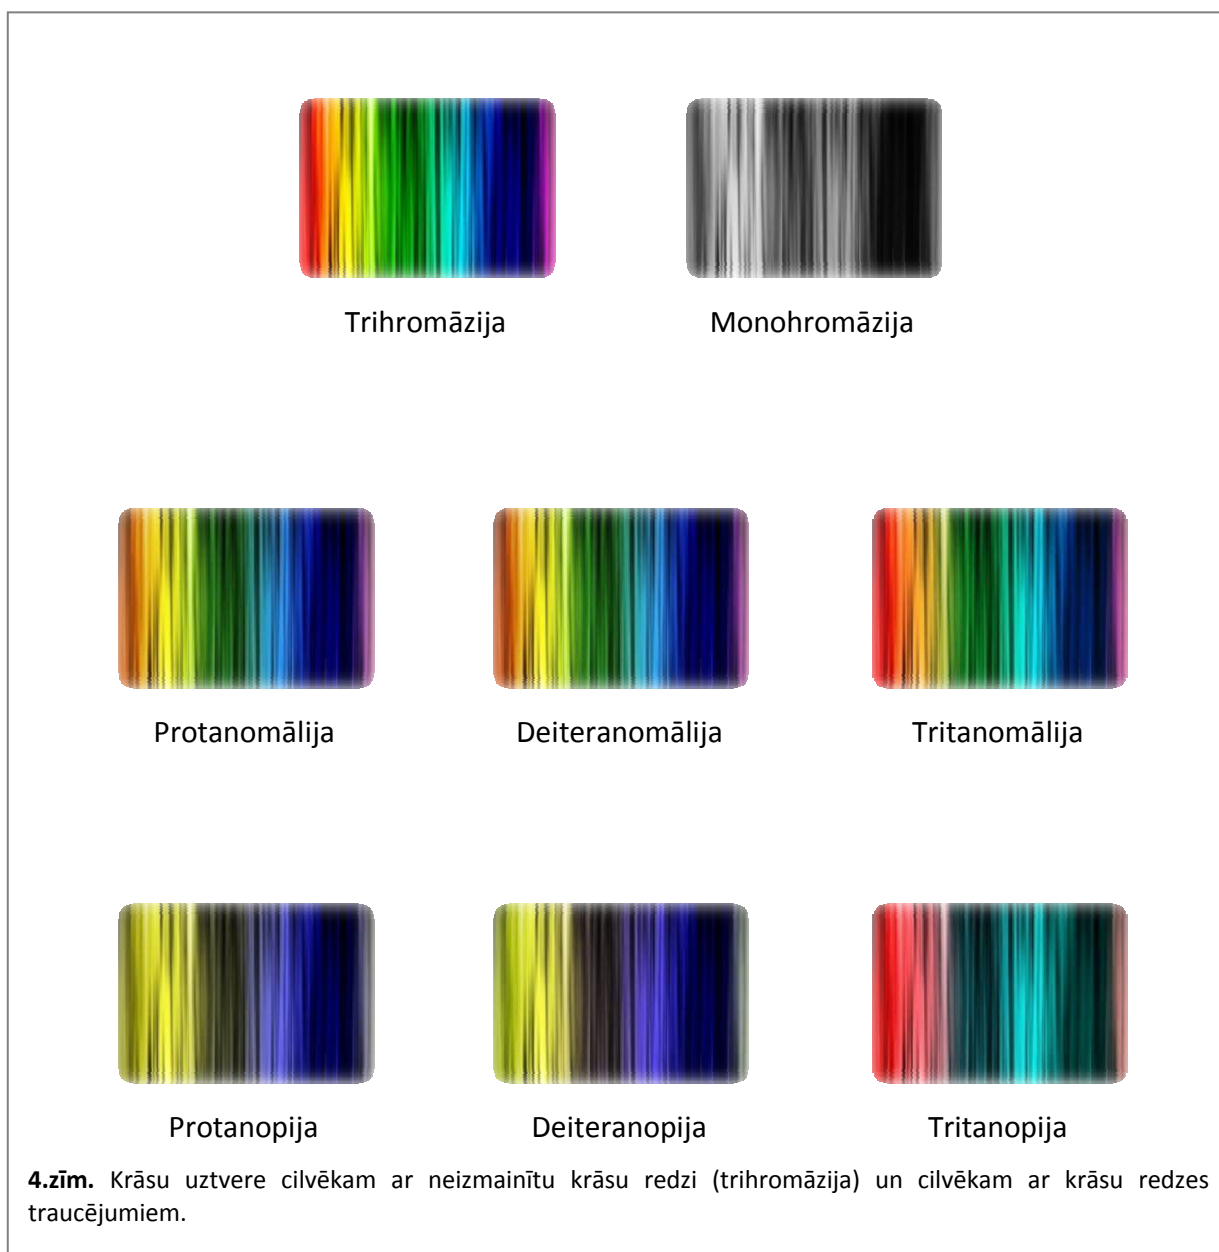 Trihromāzija Monohromāzija
Protanomālija Deiteranomālija Tritanomālija
Protanopija Deiteranopija Tritanopija
4.zīm. Krāsu uztvere cilvēkam ar neizmainītu krāsu redzi (trihromāzija) un cilvēkam ar krāsu redzes
traucējumiem.